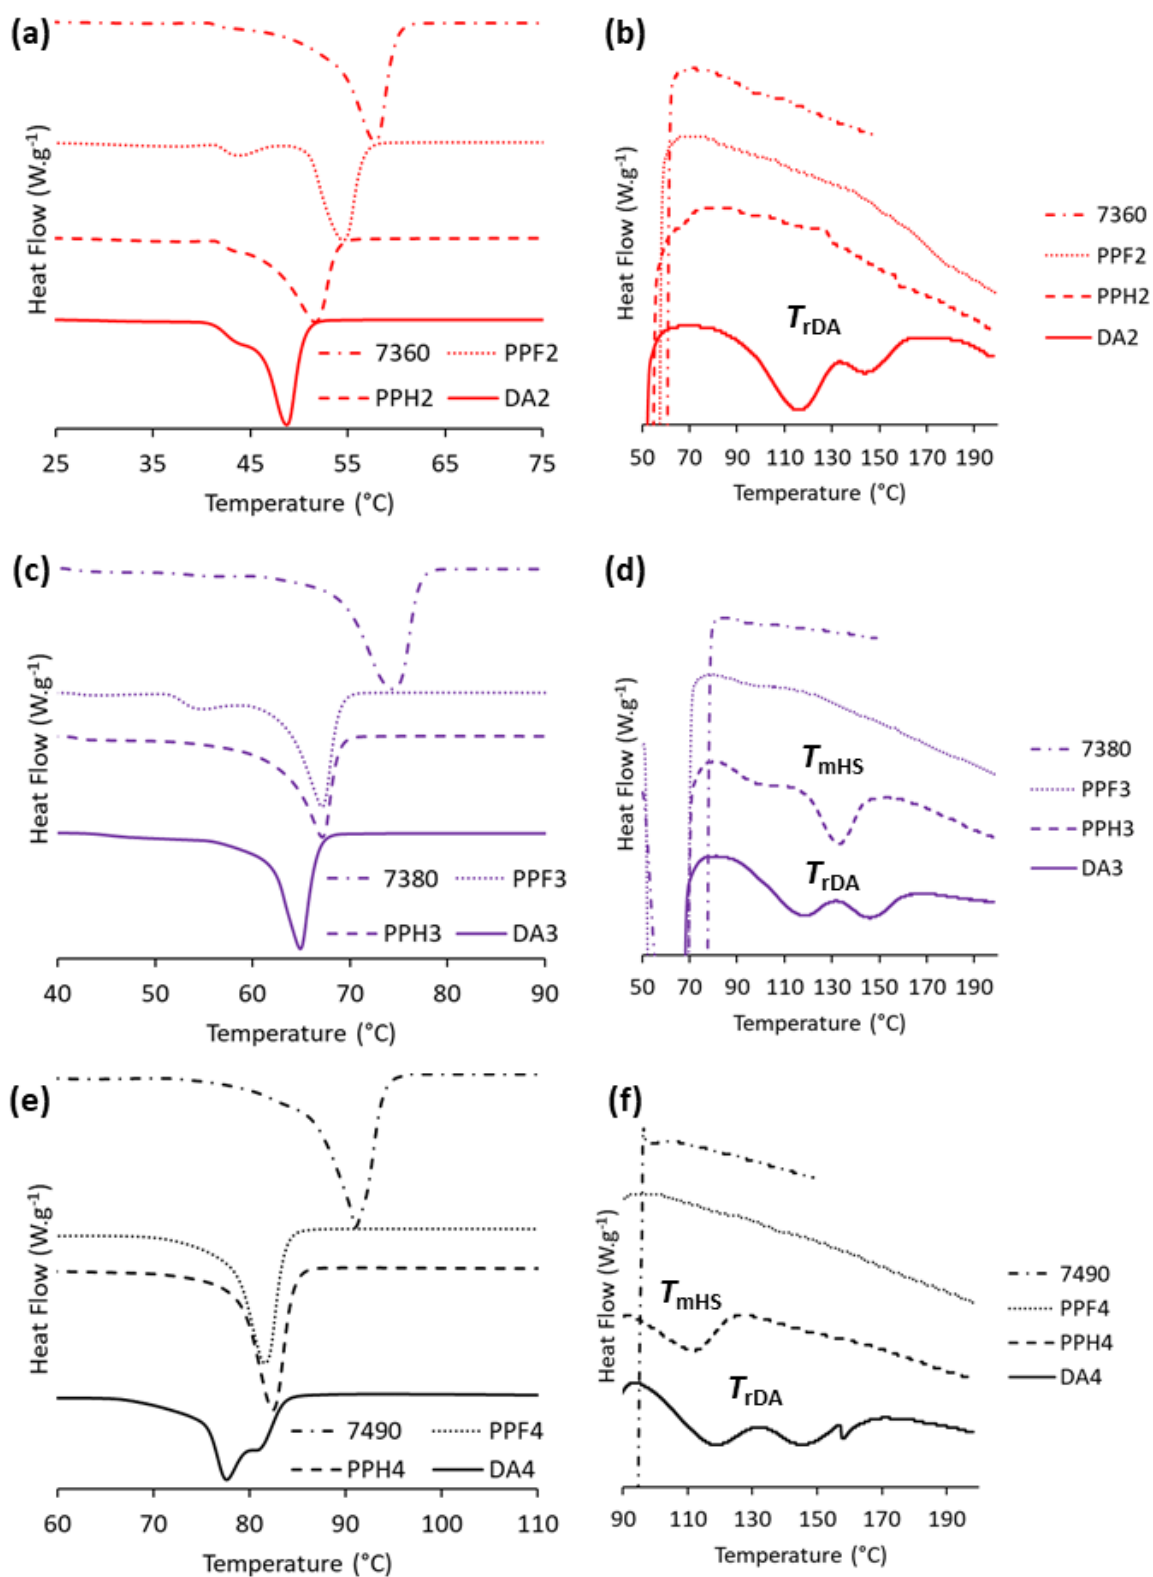 (a)
Heat Flow (W.g⁻¹)
7360 PPF2
PPH2 DA2
25 35 45 55 65 75
Temperature (°C)
(b)
Heat Flow (W.g⁻¹)
TrDA
7360
PPF2
PPH2
DA2
50 70 90 110 130 150 170 190
Temperature (°C)
(c)
Heat Flow (W.g⁻¹)
7380 PPF3
PPH3 DA3
40 50 60 70 80 90
Temperature (°C)
(d)
Heat Flow (W.g⁻¹)
TmHS
TrDA
7380
PPF3
PPH3
DA3
50 70 90 110 130 150 170 190
Temperature (°C)
(e)
Heat Flow (W.g⁻¹)
7490 PPF4
PPH4 DA4
60 70 80 90 100 110
Temperature (°C)
(f)
Heat Flow (W.g⁻¹)
TmHS
TrDA
7490
PPF4
PPH4
DA4
90 110 130 150 170 190
Temperature (°C)